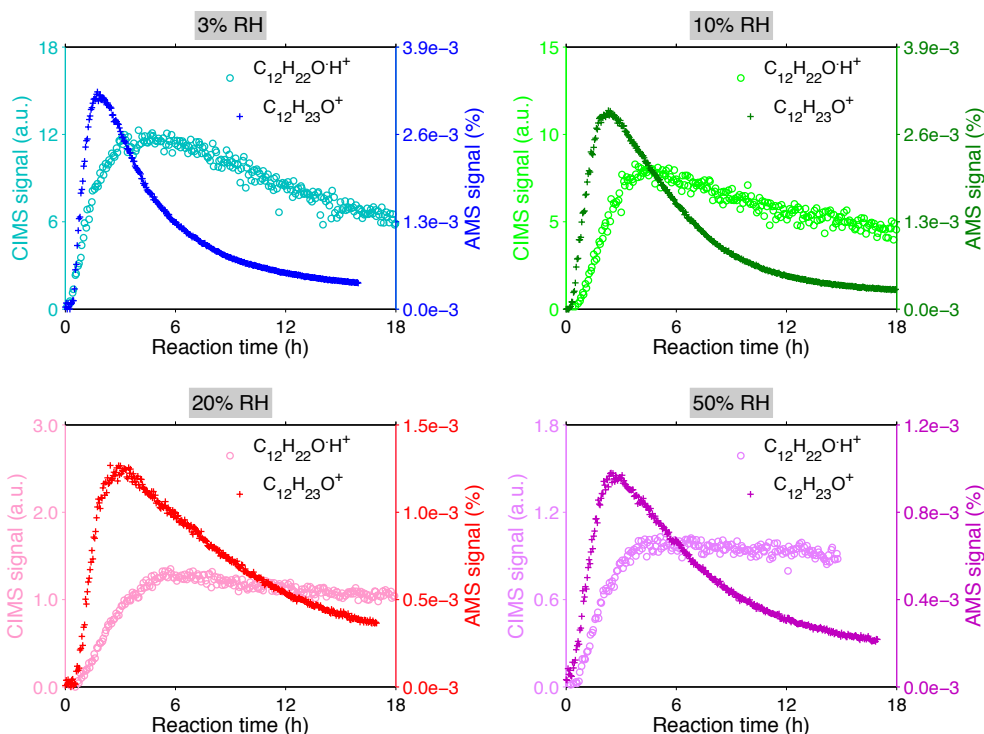 3% RH
18
12
6
0
CIMS signal (a.u.)
C₁₂H₂₂O·H⁺
C₁₂H₂₃O⁺
3.9e−3
2.6e−3
1.3e−3
0.0e−3
AMS signal (%)
0 6 12 18
Reaction time (h)
10% RH
15
10
5
0
CIMS signal (a.u.)
C₁₂H₂₂O·H⁺
C₁₂H₂₃O⁺
3.9e−3
2.6e−3
1.3e−3
0.0e−3
AMS signal (%)
0 6 12 18
Reaction time (h)
20% RH
3.0
2.0
1.0
0.0
CIMS signal (a.u.)
C₁₂H₂₂O·H⁺
C₁₂H₂₃O⁺
1.5e−3
1.0e−3
0.5e−3
0.0e−3
AMS signal (%)
0 6 12 18
Reaction time (h)
50% RH
1.8
1.2
0.6
0.0
CIMS signal (a.u.)
C₁₂H₂₂O·H⁺
C₁₂H₂₃O⁺
1.2e−3
0.8e−3
0.4e−3
0.0e−3
AMS signal (%)
0 6 12 18
Reaction time (h)